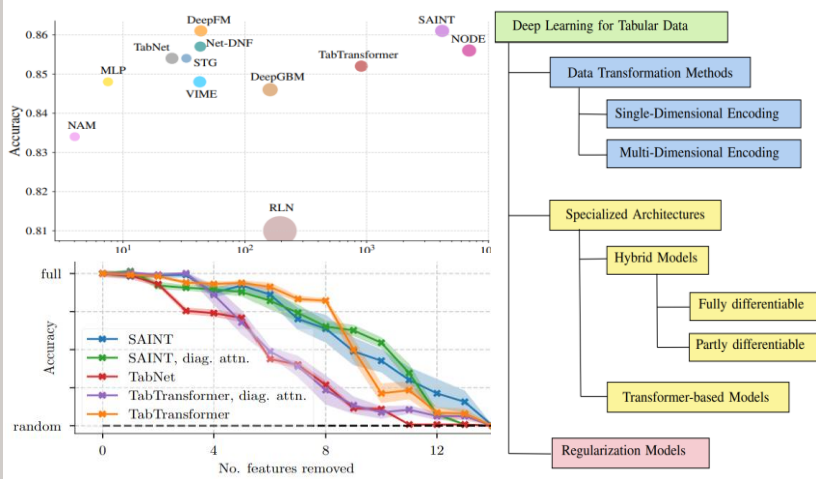 0.86
0.85
0.84
0.83
0.82
0.81
Accuracy
DeepFM
Net-DNF
TabNet
STG
MLP
VIME
NAM
DeepGBM
TabTransformer
SAINT
NODE
RLN
10¹
10²
10³
10
full
random
Accuracy
SAINT
SAINT, diag. attn.
TabNet
TabTransformer, diag. attn.
TabTransformer
0
4
8
12
No. features removed
Deep Learning for Tabular Data
Data Transformation Methods
Single-Dimensional Encoding
Multi-Dimensional Encoding
Specialized Architectures
Hybrid Models
Fully differentiable
Partly differentiable
Transformer-based Models
Regularization Models